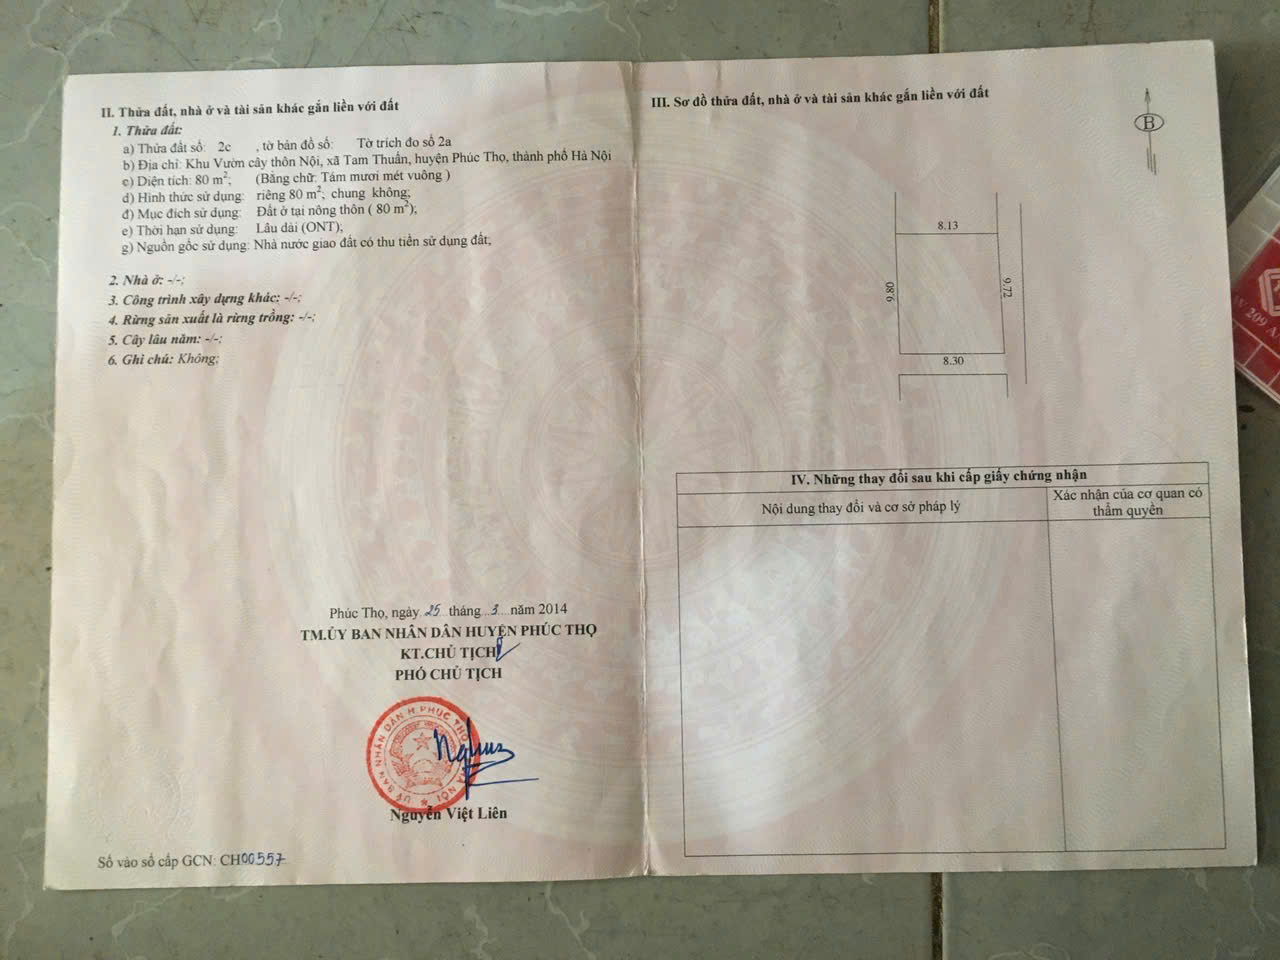 II. Thửa đất, nhà ở và tài sản khác gắn liền với đất
1. Thửa đất:
a) Thửa đất số: 2c , tờ bản đồ số: Tờ trích đo số 2a
b) Địa chỉ: Khu Vườn cây thôn Nội, xã Tam Thuấn, huyện Phúc Thọ, thành phố Hà Nội
c) Diện tích: 80 m²; (Bằng chữ: Tám mươi mét vuông )
d) Hình thức sử dụng: riêng 80 m²; chung không;
đ) Mục đích sử dụng: Đất ở tại nông thôn ( 80 m²);
e) Thời hạn sử dụng: Lâu dài (ONT);
g) Nguồn gốc sử dụng: Nhà nước giao đất có thu tiền sử dụng đất;
2. Nhà ở: -/-;
3. Công trình xây dựng khác: -/-;
4. Rừng sản xuất là rừng trồng: -/-;
5. Cây lâu năm: -/-;
6. Ghi chú: Không;
Phúc Thọ, ngày 25 tháng 3 năm 2014
TM.ỦY BAN NHÂN DÂN HUYỆN PHÚC THỌ
KT.CHỦ TỊCH
PHÓ CHỦ TỊCH
ỦY BAN NHÂN DÂN H.PHÚC THỌ HÀ NỘI
Nguyễn Việt Liên
Số vào sổ cấp GCN: CH00557
III. Sơ đồ thửa đất, nhà ở và tài sản khác gắn liền với đất
B
8.13
9.80
9.72
8.30
IV. Những thay đổi sau khi cấp giấy chứng nhận
Nội dung thay đổi và cơ sở pháp lý
Xác nhận của cơ quan có
thẩm quyền